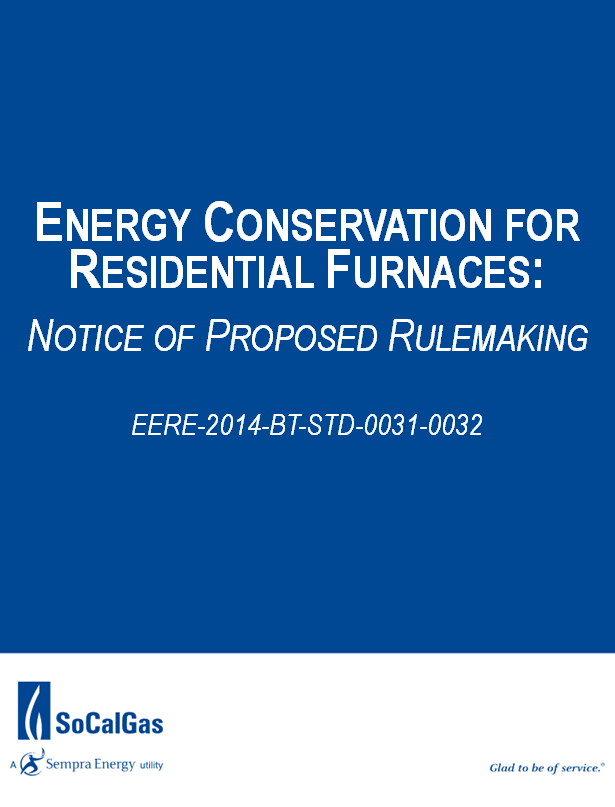 ENERGY CONSERVATION FOR
RESIDENTIAL FURNACES:
NOTICE OF PROPOSED RULEMAKING
EERE-2014-BT-STD-0031-0032
SoCalGas
A Sempra Energy utility
Glad to be of service.®